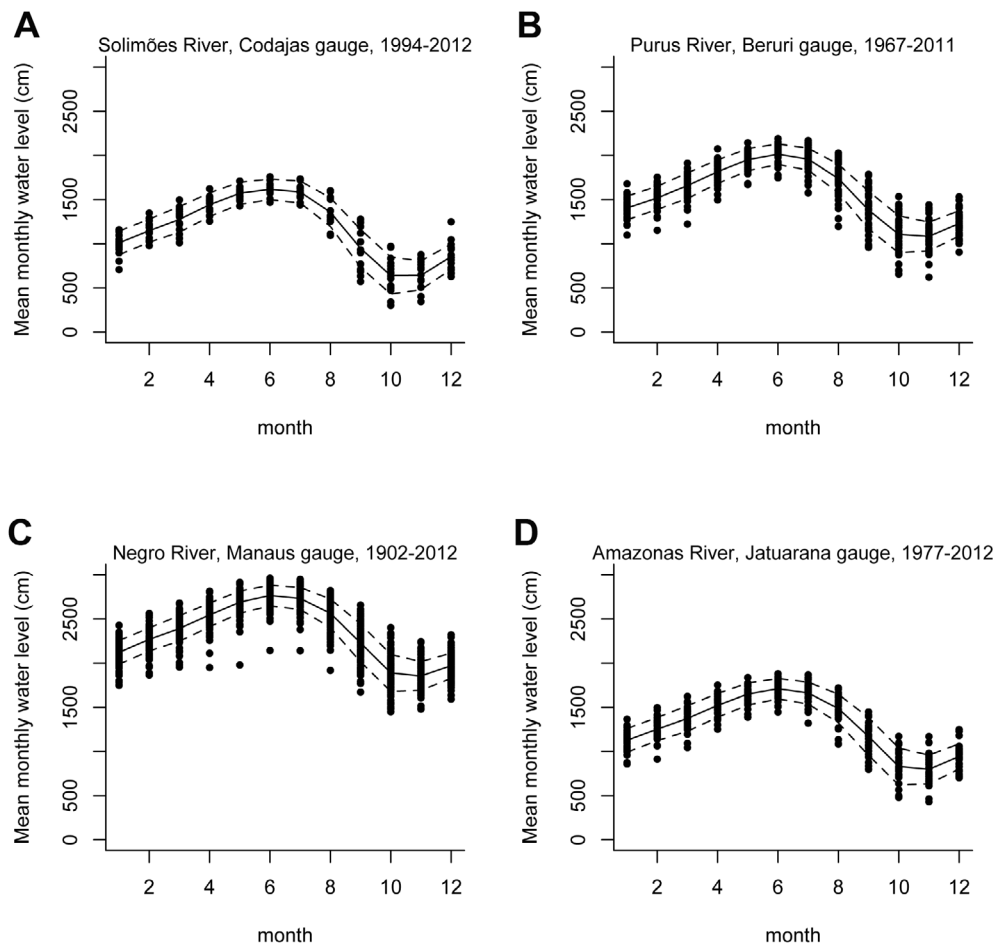 A
Solimões River, Codajas gauge, 1994-2012
Mean monthly water level (cm)
2500
1500
500
0
2 4 6 8 10 12
month
B
Purus River, Beruri gauge, 1967-2011
Mean monthly water level (cm)
2500
1500
500
0
2 4 6 8 10 12
month
C
Negro River, Manaus gauge, 1902-2012
Mean monthly water level (cm)
2500
1500
500
0
2 4 6 8 10 12
month
D
Amazonas River, Jatuarana gauge, 1977-2012
Mean monthly water level (cm)
2500
1500
500
0
2 4 6 8 10 12
month